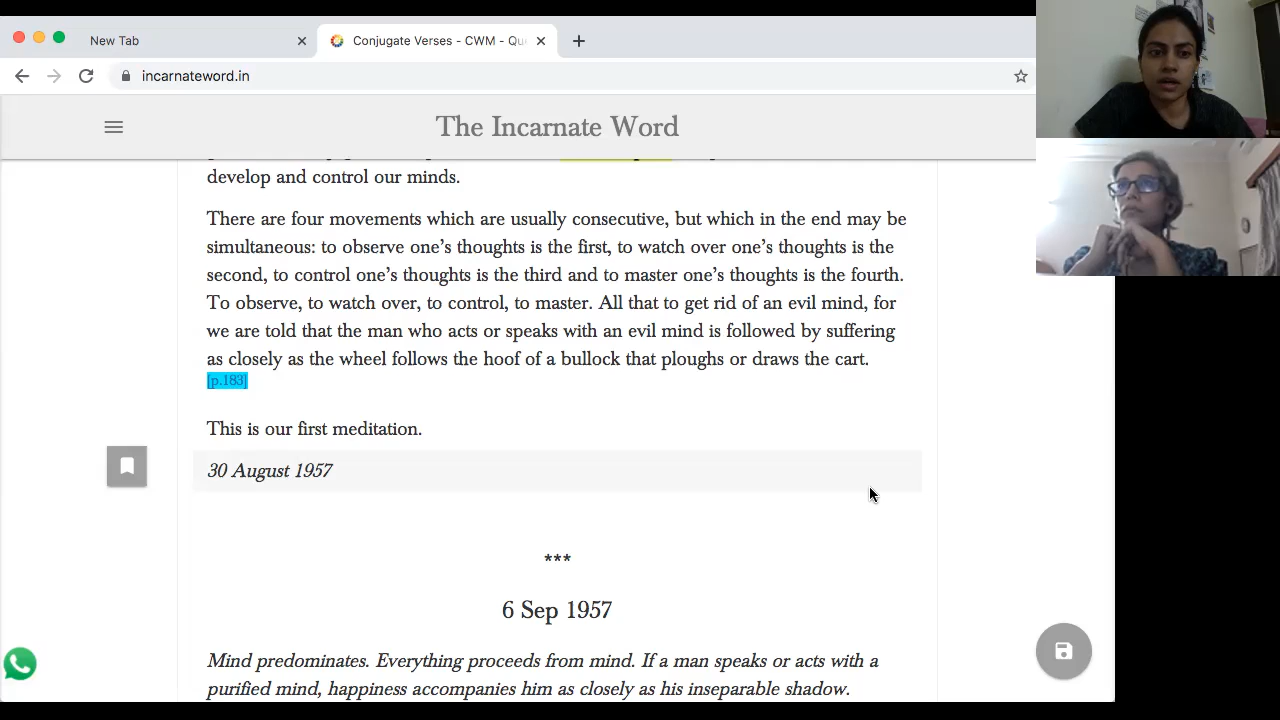 New Tab
Conjugate Verses - CWM - Qu
incarnateword.in
The Incarnate Word
develop and control our minds.
There are four movements which are usually consecutive, but which in the end may be
simultaneous: to observe one's thoughts is the first, to watch over one's thoughts is the
second, to control one's thoughts is the third and to master one's thoughts is the fourth.
To observe, to watch over, to control, to master. All that to get rid of an evil mind, for
we are told that the man who acts or speaks with an evil mind is followed by suffering
as closely as the wheel follows the hoof of a bullock that ploughs or draws the cart.
[p.183]
This is our first meditation.
30 August 1957
***
6 Sep 1957
Mind predominates. Everything proceeds from mind. If a man speaks or acts with a
purified mind, happiness accompanies him as closely as his inseparable shadow.